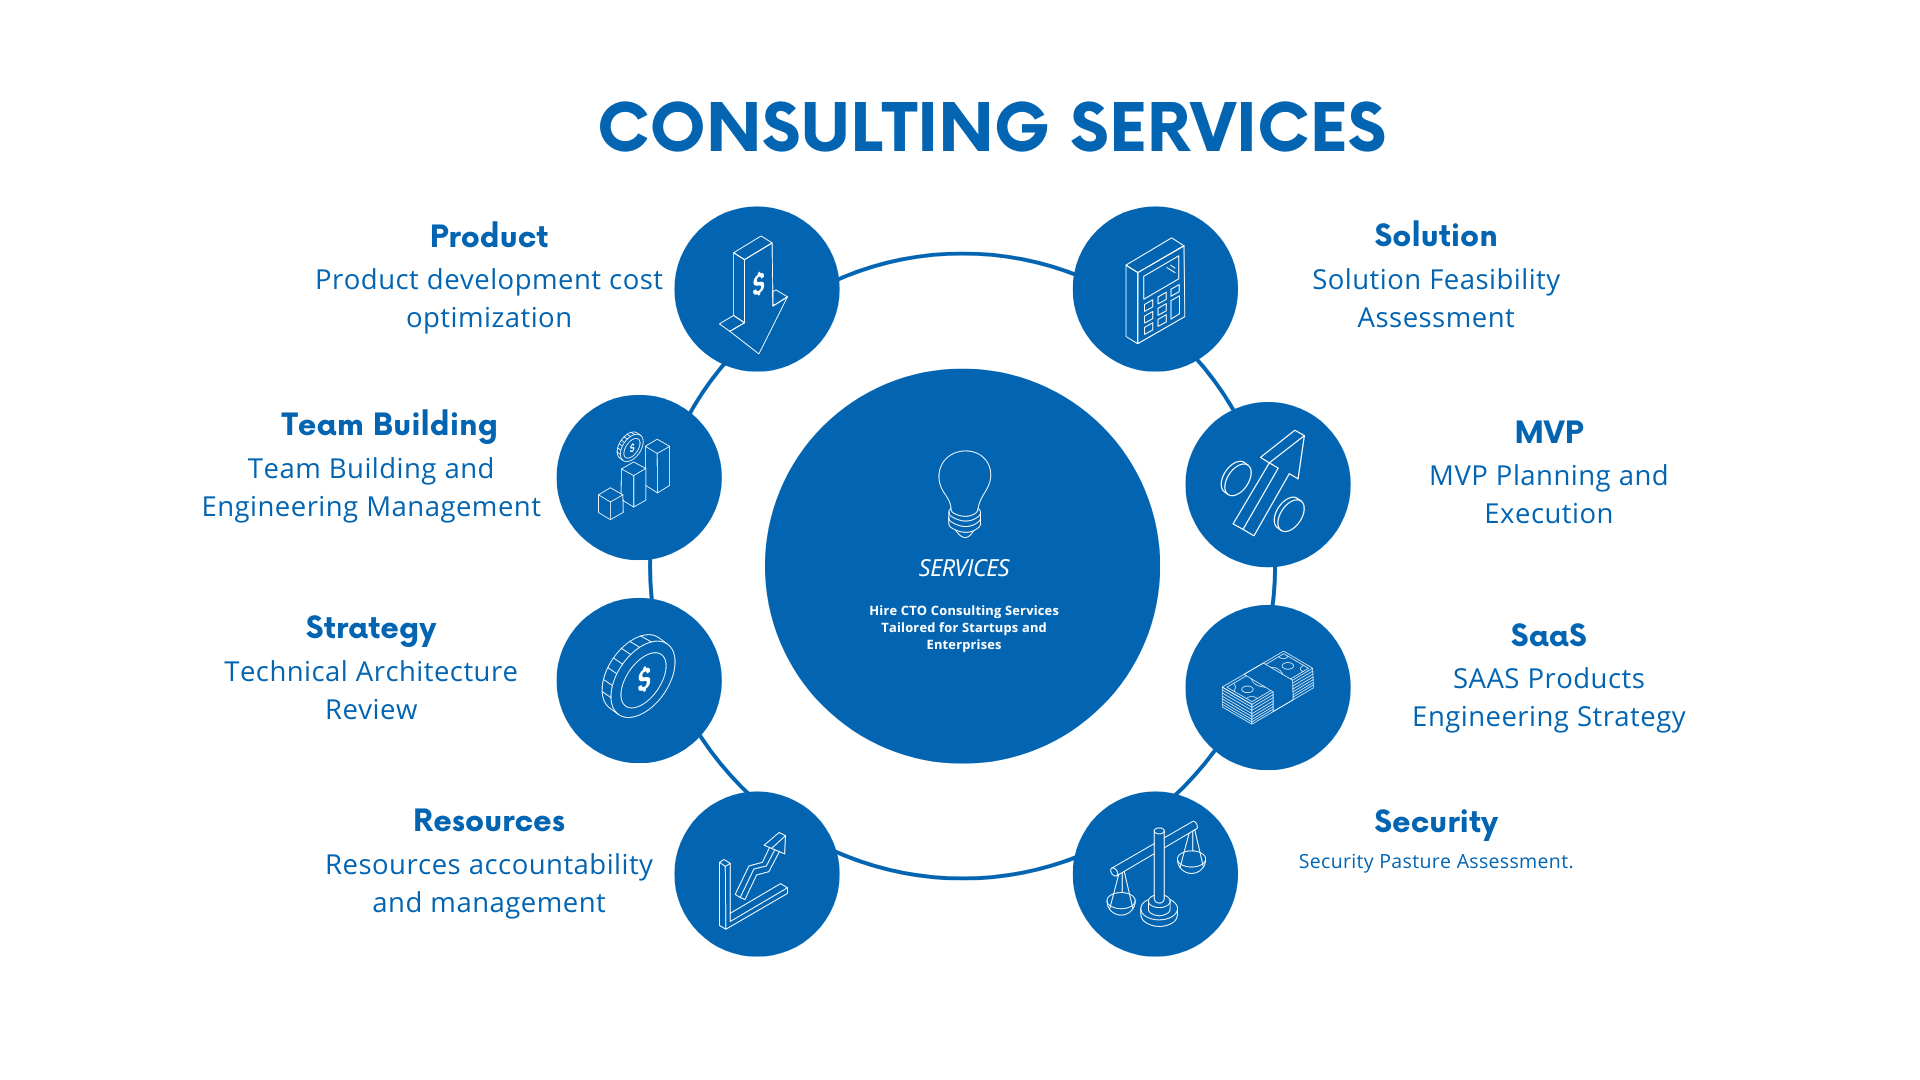 CONSULTING SERVICES
Product
Product development cost
optimization
Team Building
Team Building and
Engineering Management
Strategy
Technical Architecture
Review
Resources
Resources accountability
and management
$
$
$
SERVICES
Hire CTO Consulting Services
Tailored for Startups and
Enterprises
Solution
Solution Feasibility
Assessment
MVP
MVP Planning and
Execution
SaaS
SAAS Products
Engineering Strategy
Security
Security Pasture Assessment.